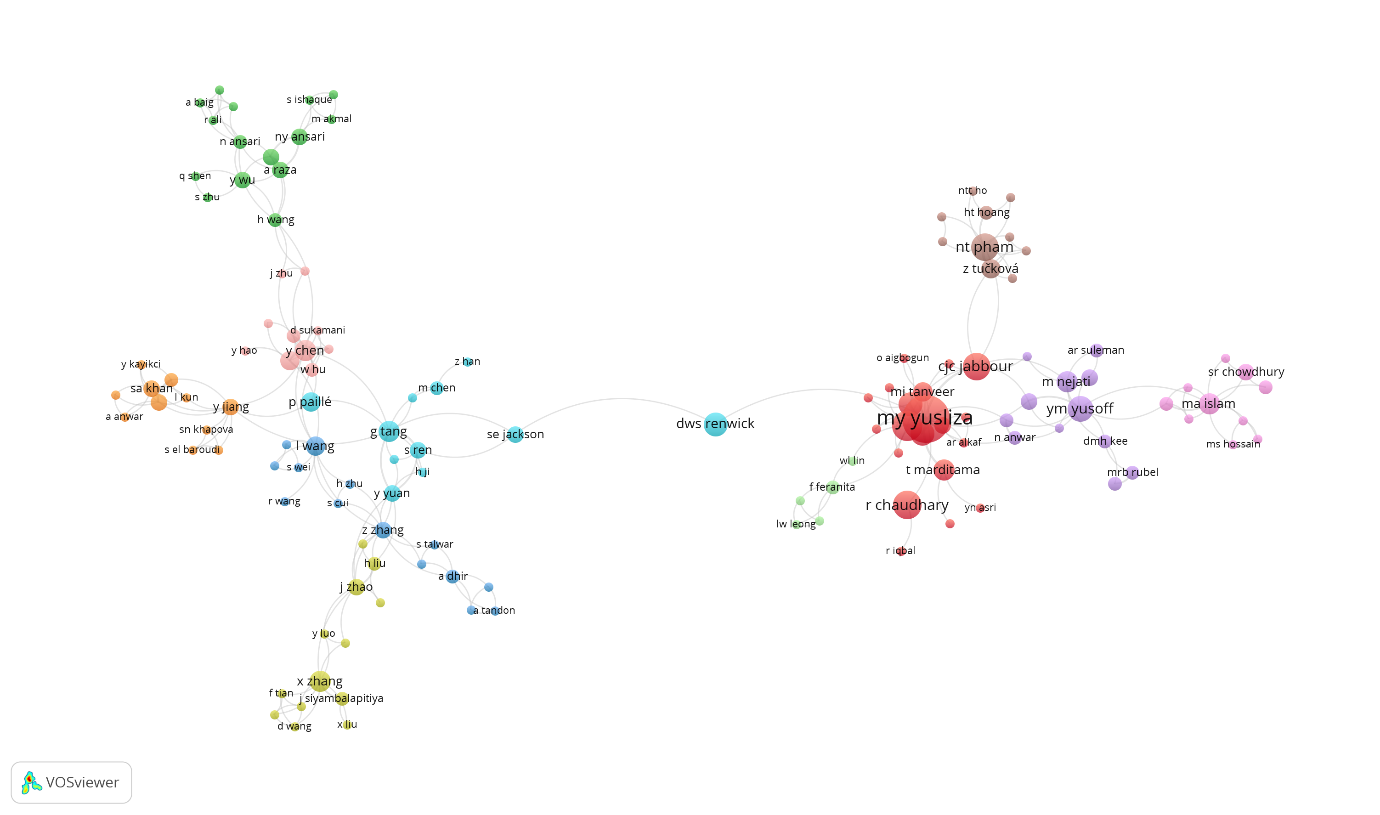 a baig
s ishaque
r ali
m akmal
n ansari
ny ansari
a raza
q shen
y wu
s zhu
h wang
j zhu
d sukamani
y hao
y chen
w hu
y kayikci
sa khan
l kun
a anwar
y jiang
p paillé
sn khapova
s el baroudi
z han
m chen
g tang
se jackson
dws renwick
l wang
s ren
s wei
h ji
h zhu
y yuan
r wang
s cui
z zhang
s talwar
h liu
a dhir
j zhao
a tandon
y luo
x zhang
f tian
j siyambalapitiya
d wang
x liu
ntt ho
ht hoang
nt pham
z tučková
o aigbogun
cjc jabbour
ar suleman
mi tanveer
m nejati
sr chowdhury
my yusliza
ym yusoff
ma islam
n anwar
ar alkaf
dmh kee
ms hossain
wl lin
t marditama
mrb rubel
f feranita
r chaudhary
yn asri
lw leong
r iqbal
VOSviewer